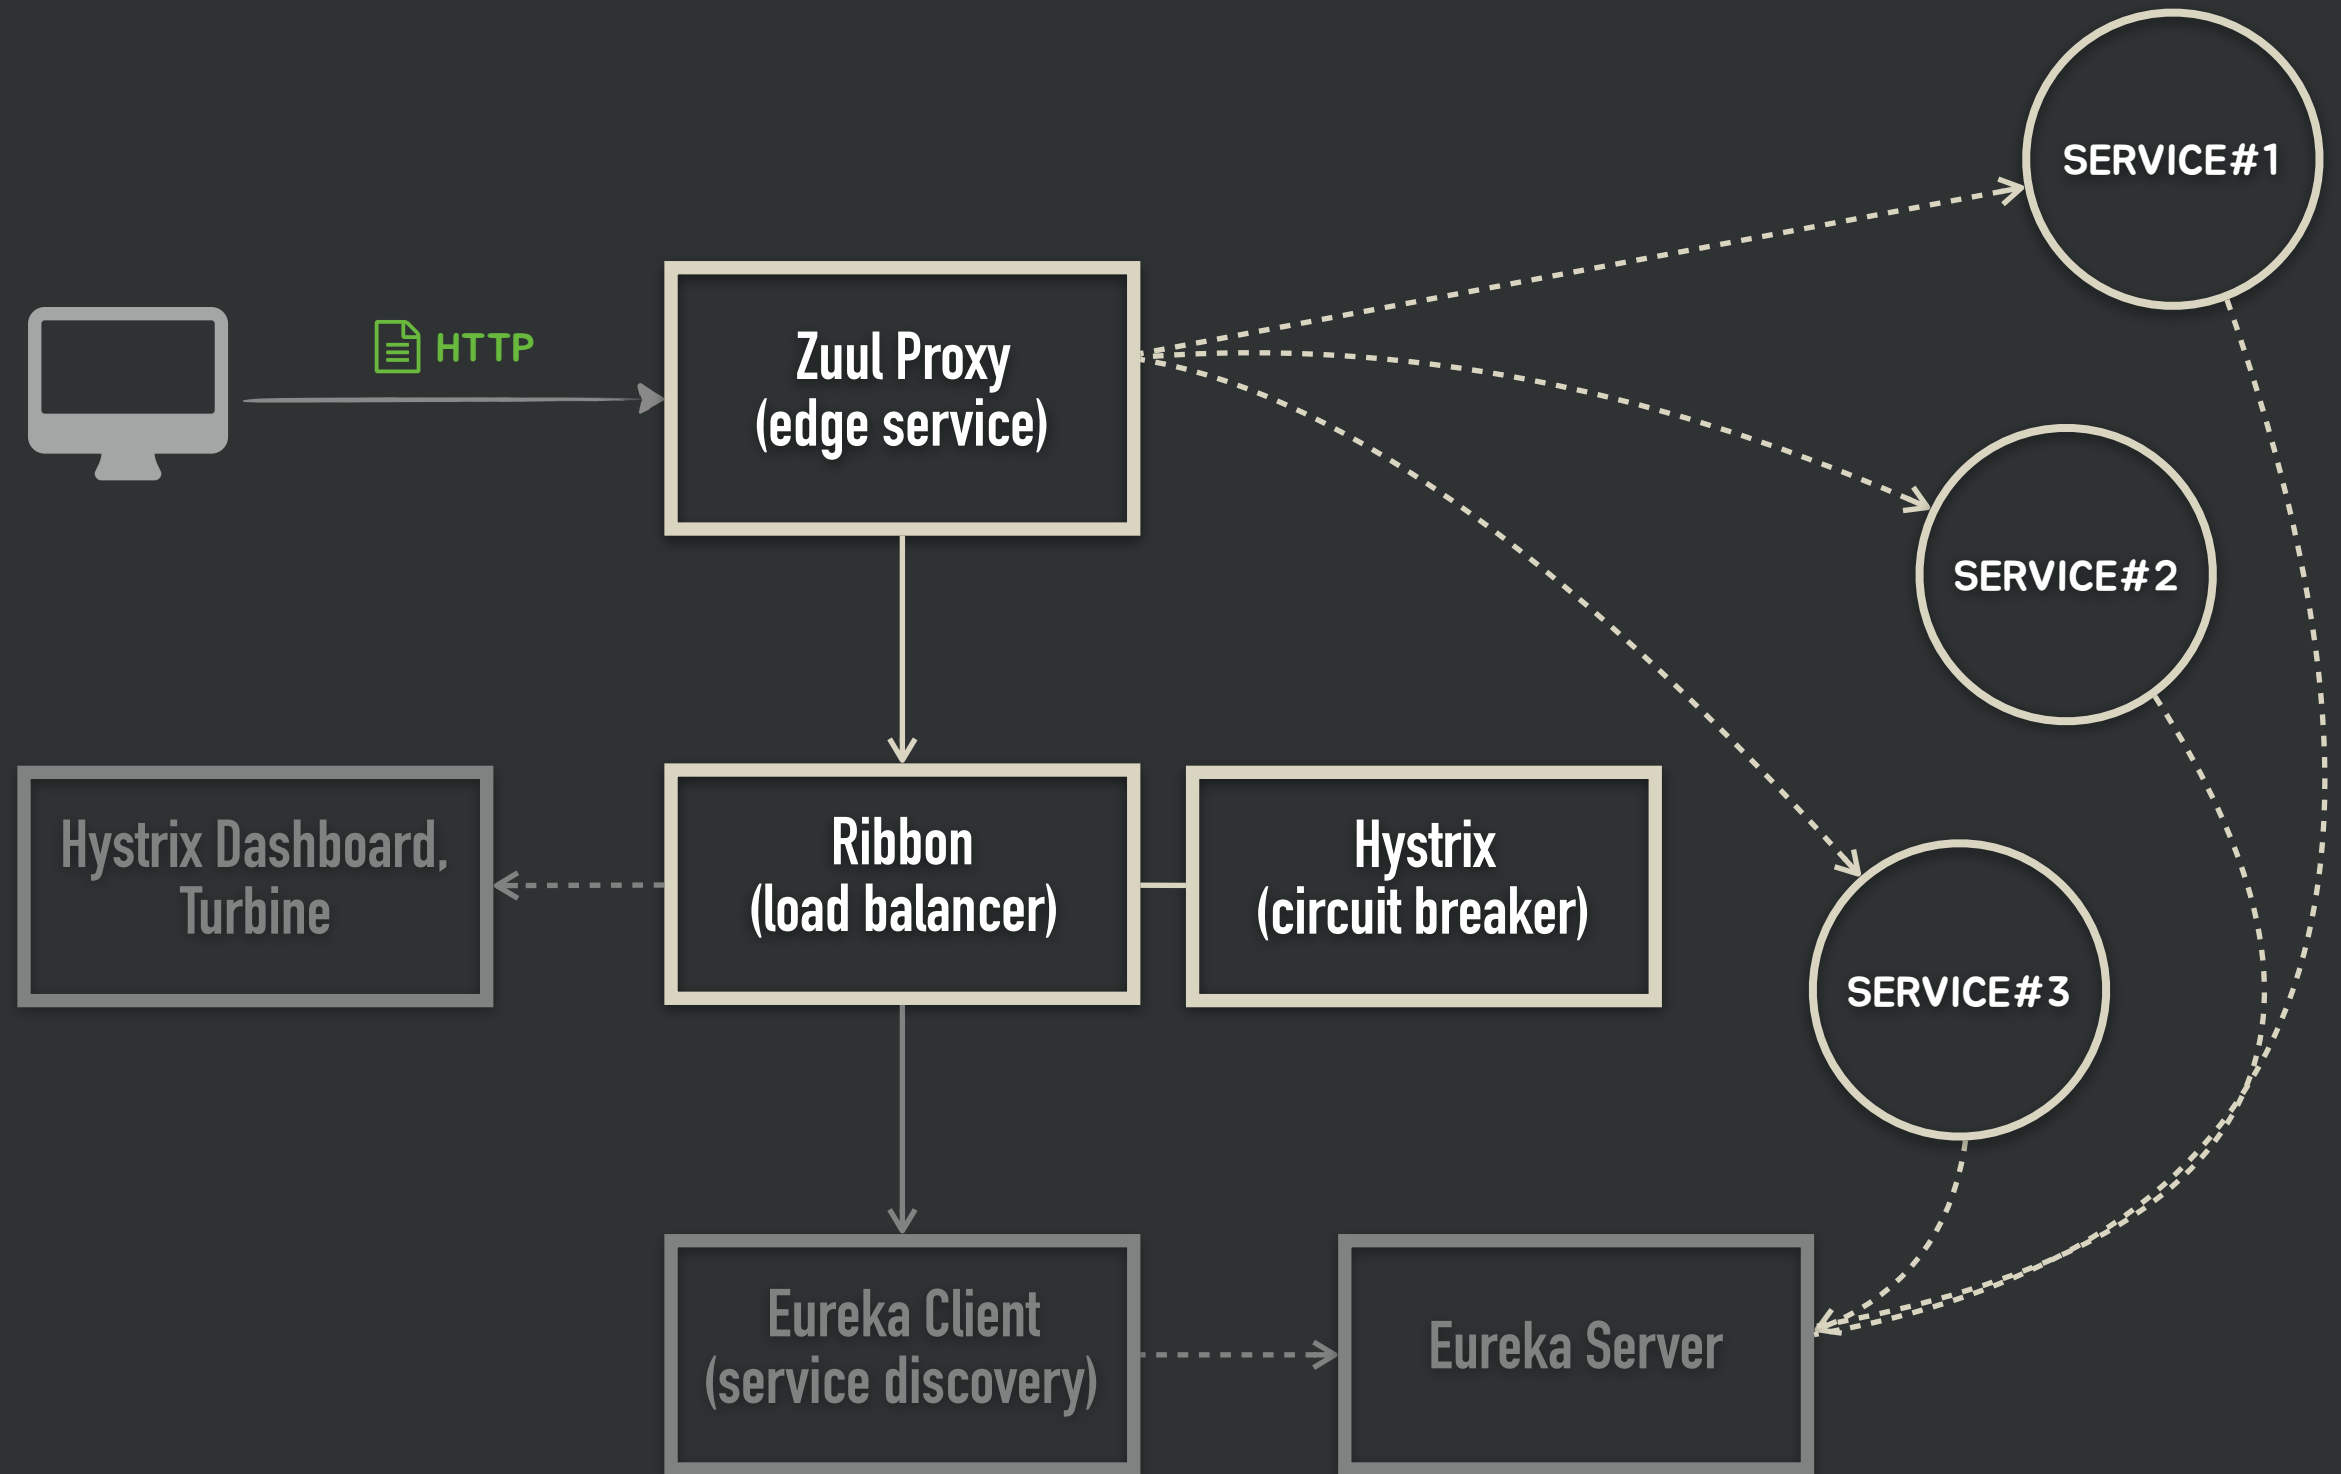 SERVICE#1
HTTP
Zuul Proxy
(edge service)
SERVICE#2
Hystrix Dashboard,
Turbine
Ribbon
(load balancer)
Hystrix
(circuit breaker)
SERVICE#3
Eureka Client
(service discovery)
Eureka Server